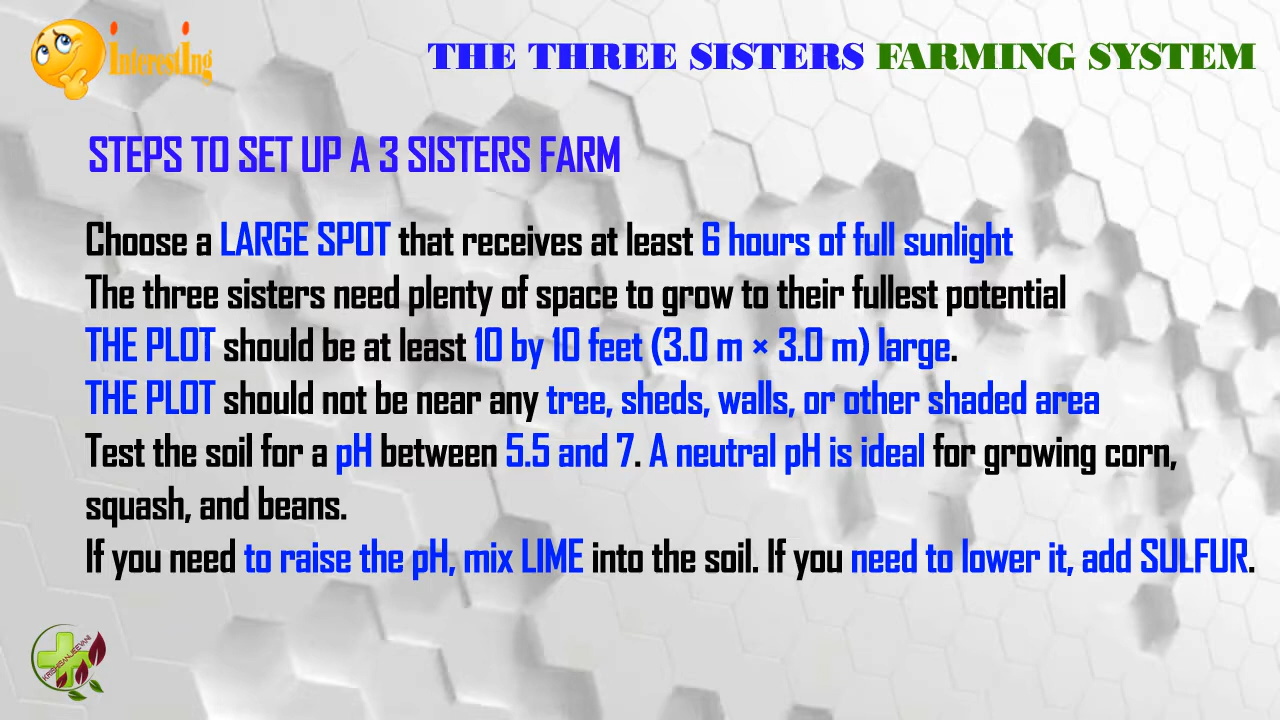 InterestIng
THE THREE SISTERS FARMING SYSTEM
STEPS TO SET UP A 3 SISTERS FARM
Choose a LARGE SPOT that receives at least 6 hours of full sunlight
The three sisters need plenty of space to grow to their fullest potential
THE PLOT should be at least 10 by 10 feet (3.0 m × 3.0 m) large.
THE PLOT should not be near any tree, sheds, walls, or other shaded area
Test the soil for a pH between 5.5 and 7. A neutral pH is ideal for growing corn,
squash, and beans.
If you need to raise the pH, mix LIME into the soil. If you need to lower it, add SULFUR.
KRISHISANJEEVANI